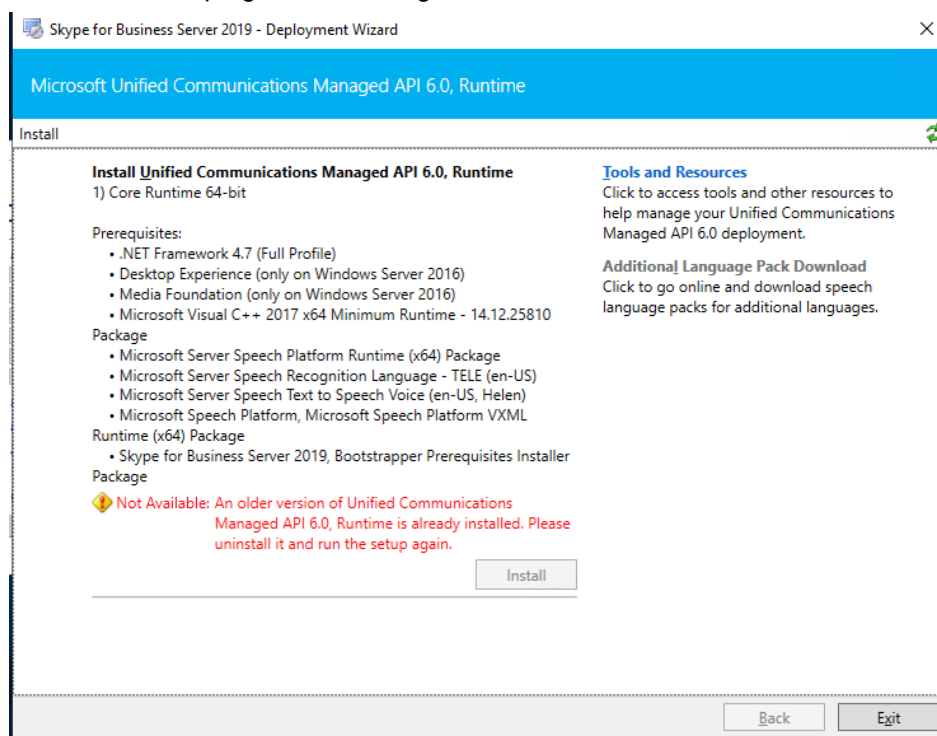 Skype for Business Server 2019 - Deployment Wizard
Microsoft Unified Communications Managed API 6.0, Runtime
Install
Install Unified Communications Managed API 6.0, Runtime
1) Core Runtime 64-bit
Prerequisites:
• .NET Framework 4.7 (Full Profile)
• Desktop Experience (only on Windows Server 2016)
• Media Foundation (only on Windows Server 2016)
• Microsoft Visual C++ 2017 x64 Minimum Runtime - 14.12.25810
Package
• Microsoft Server Speech Platform Runtime (x64) Package
• Microsoft Server Speech Recognition Language - TELE (en-US)
• Microsoft Server Speech Text to Speech Voice (en-US, Helen)
• Microsoft Speech Platform, Microsoft Speech Platform VXML
Runtime (x64) Package
• Skype for Business Server 2019, Bootstrapper Prerequisites Installer
Package
Not Available: An older version of Unified Communications
Managed API 6.0, Runtime is already installed. Please
uninstall it and run the setup again.
Install
Tools and Resources
Click to access tools and other resources to
help manage your Unified Communications
Managed API 6.0 deployment.
Additional Language Pack Download
Click to go online and download speech
language packs for additional languages.
Back
Exit